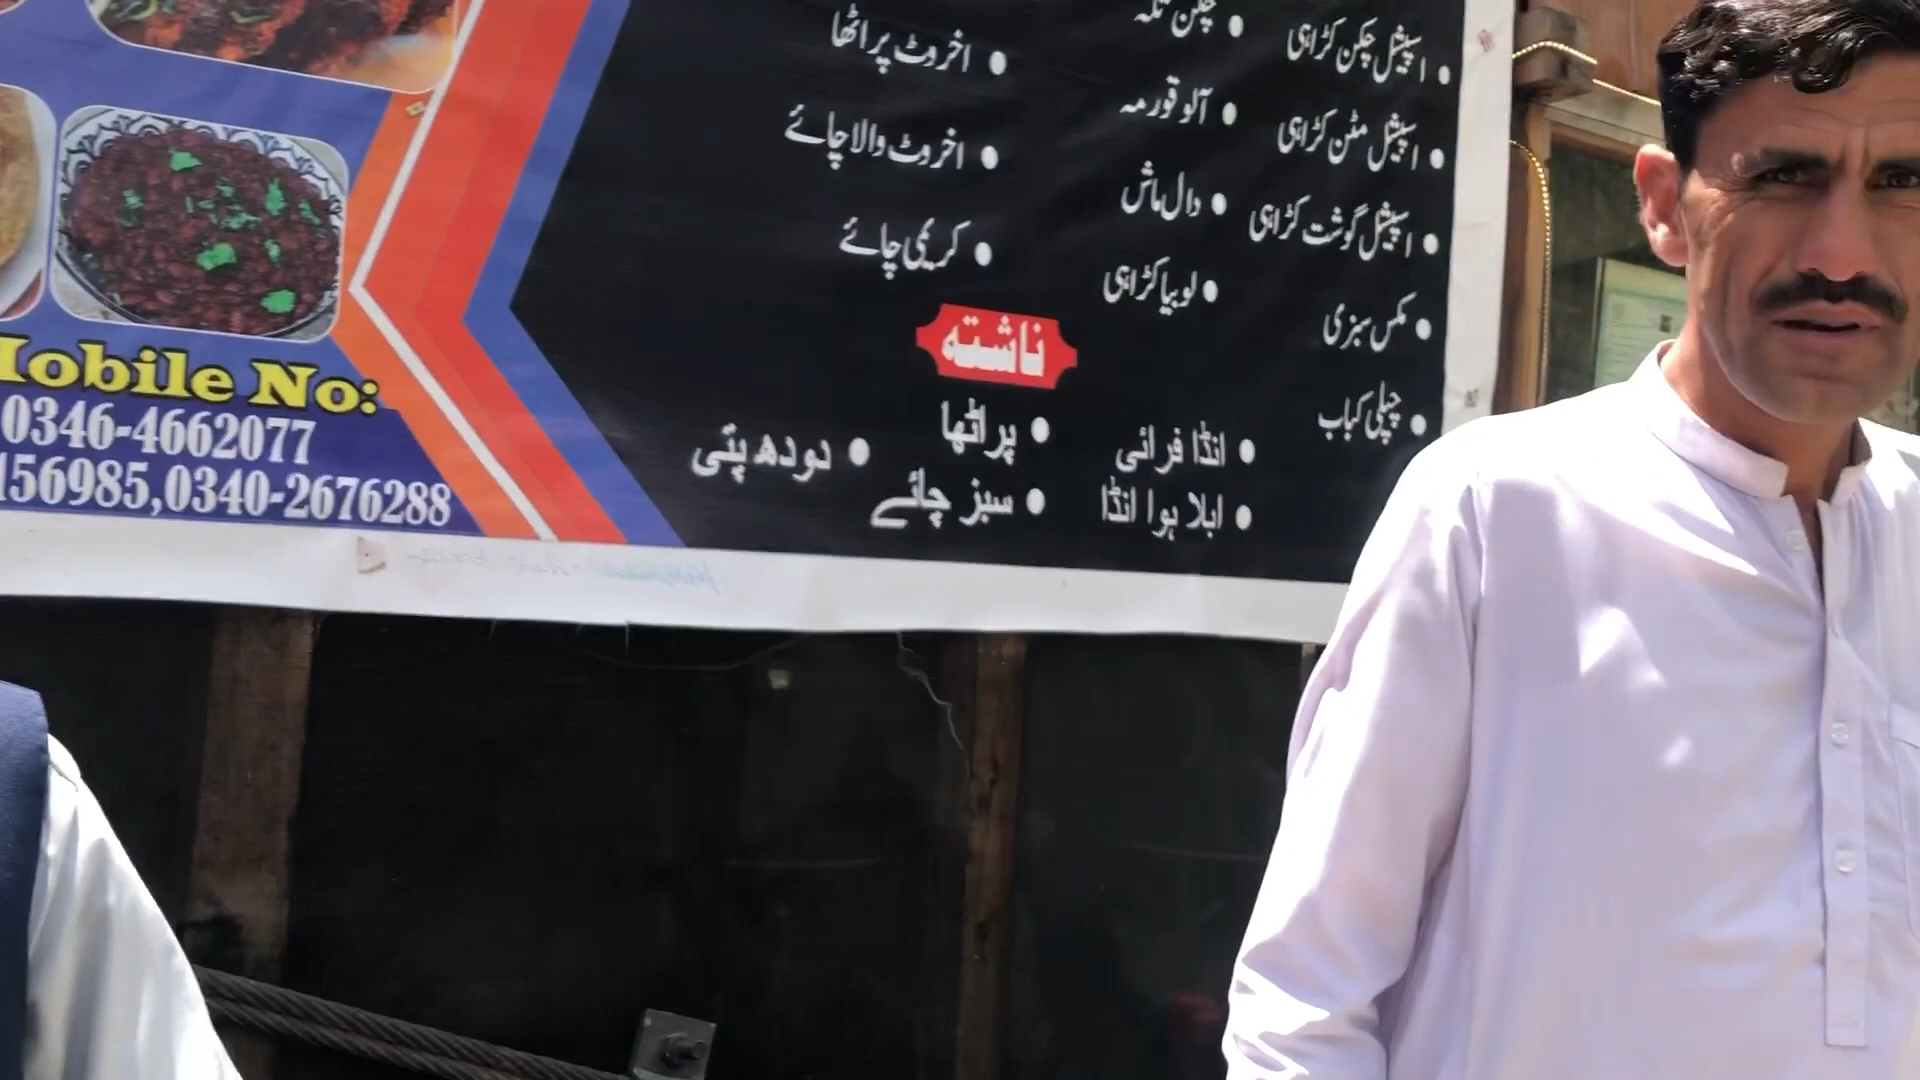 اسپیشل چکن کڑاہی
اسپیشل مٹن کڑاہی
اسپیشل گوشت کڑاہی
مکس سبزی
چپلی کباب
چکن تکہ
آلو قورمہ
دال ماش
لوبیا کڑاہی
اخروٹ پراٹھا
اخروٹ والا چائے
کریمی چائے
ناشتہ
انڈا فرائی
ابلا ہوا انڈا
پراٹھا
سبز چائے
دودھ پتی
Mobile No:
0346-4662077
156985,0340-2676288